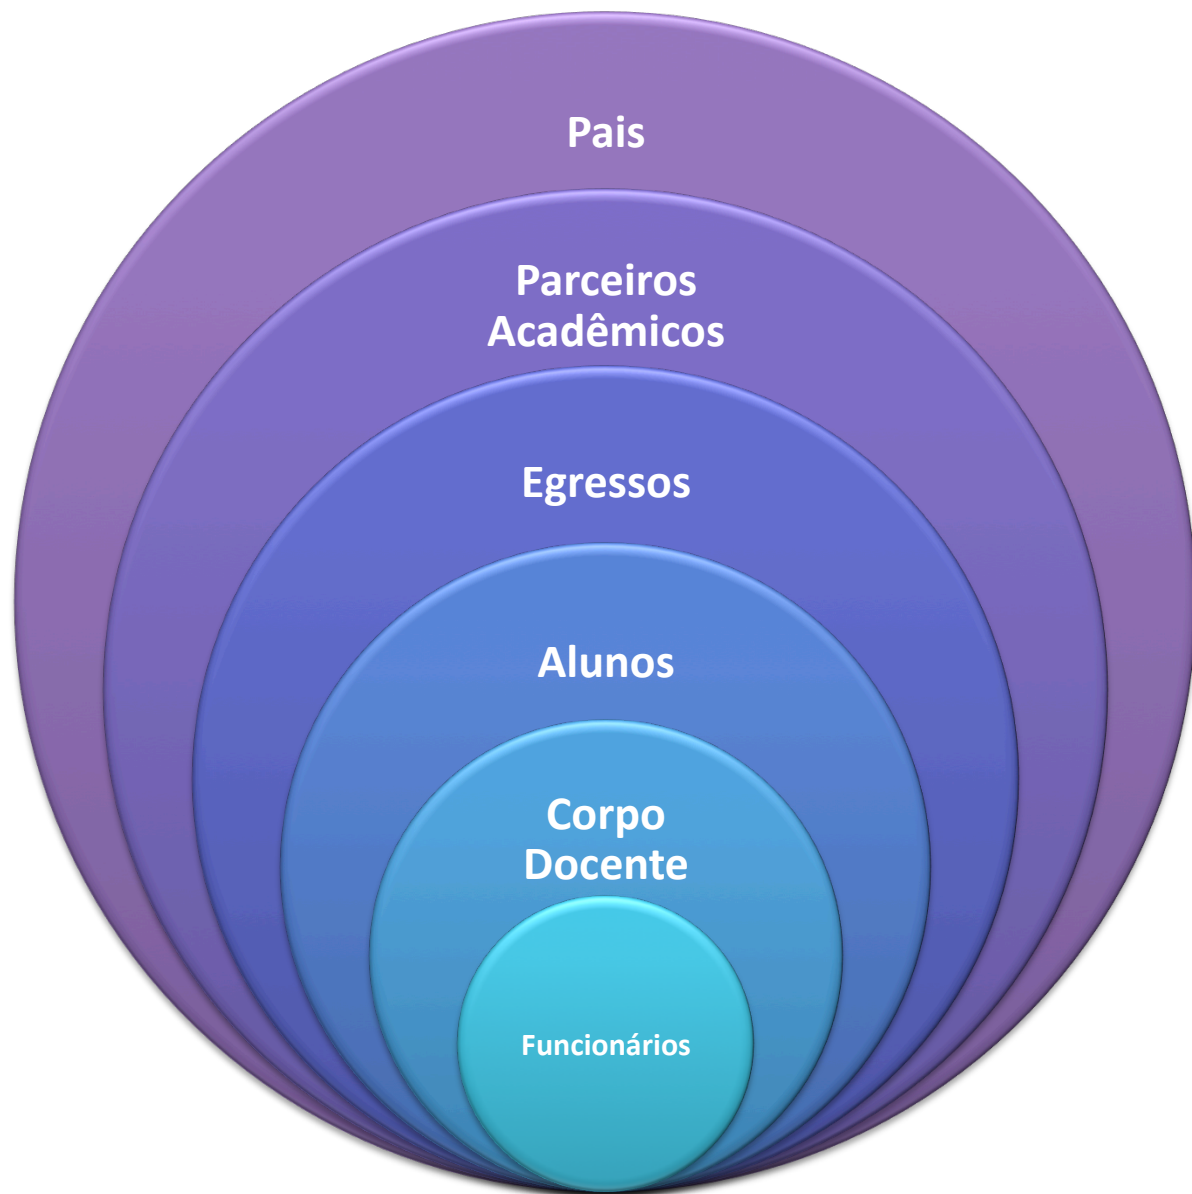 Pais
Parceiros
Acadêmicos
Egressos
Alunos
Corpo
Docente
Funcionários